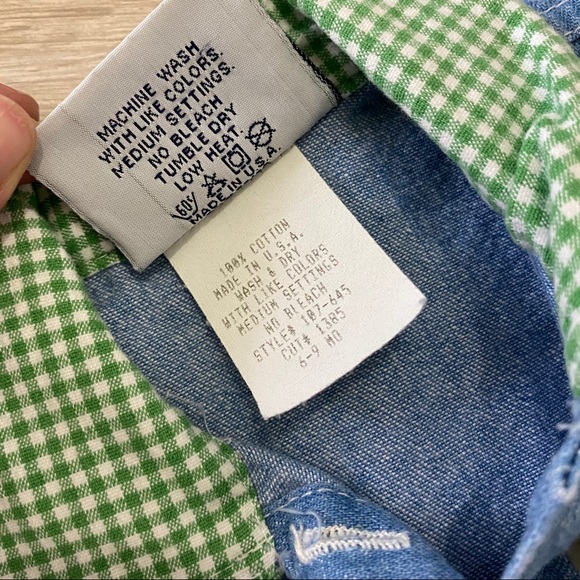 MACHINE WASH
WITH LIKE COLORS
MEDIUM SETTINGS.
NO BLEACH
TUMBLE DRY
LOW HEAT.
60%
MADE IN U.S.A.
100% COTTON
MADE IN U.S.A.
WASH & DRY
WITH LIKE COLORS
MEDIUM SETTINGS
NO BLEACH
STYLE# 107-645
CUT# 1385
6-9 MO